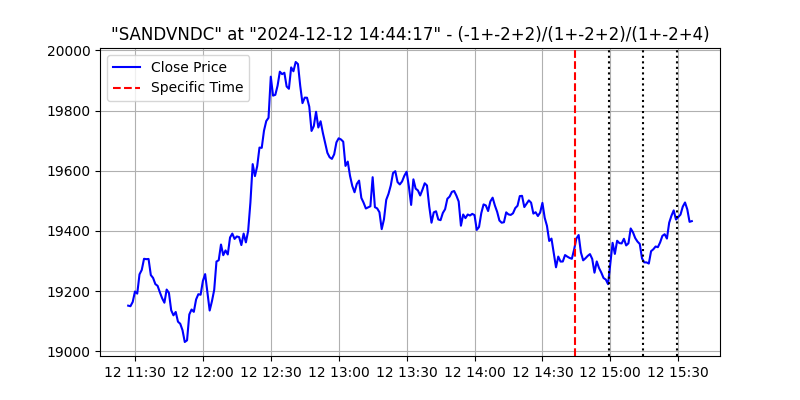 "SANDVNDC" at "2024-12-12 14:44:17" - (-1+-2+2)/(1+-2+2)/(1+-2+4)
Close Price
Specific Time
20000
19800
19600
19400
19200
19000
12 11:30 12 12:00 12 12:30 12 13:00 12 13:30 12 14:00 12 14:30 12 15:00 12 15:30